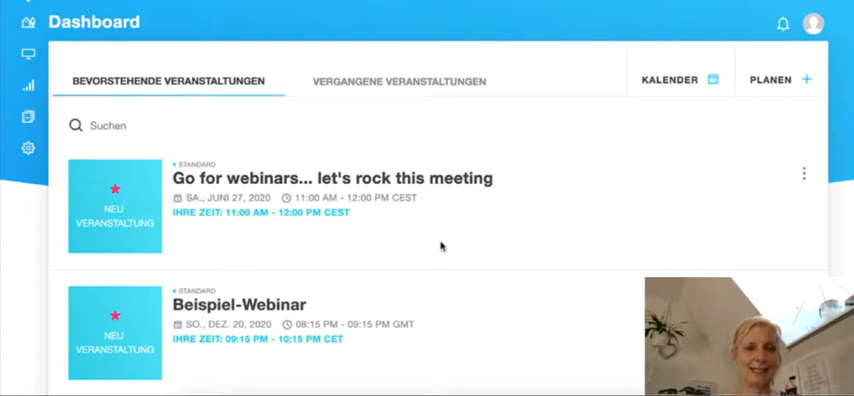 Dashboard
BEVORSTEHENDE VERANSTALTUNGEN
VERGANGENE VERANSTALTUNGEN
KALENDER
PLANEN
Suchen
NEU
VERANSTALTUNG
STANDARD
Go for webinars... let's rock this meeting
SA., JUNI 27, 2020 11:00 AM - 12:00 PM CEST
IHRE ZEIT: 11:00 AM - 12:00 PM CEST
NEU
VERANSTALTUNG
STANDARD
Beispiel-Webinar
SO., DEZ. 20, 2020 08:15 PM - 09:15 PM GMT
IHRE ZEIT: 09:15 PM - 10:15 PM CET